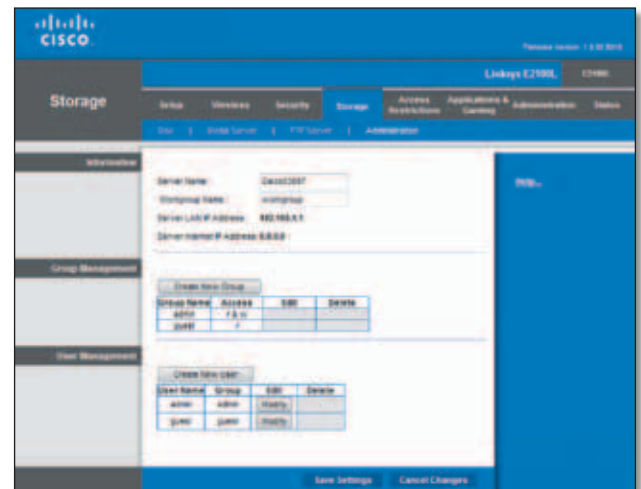 CISCO
Firmware Version:
Linksys E2100L
E2100L
Storage
Setup
Wireless
Security
Storage
Access Restrictions
Applications & Gaming
Administration
Status
Disk | Media Server | FTP Server | Administration
Information
Server Name:
Workgroup Name: workgroup
Server LAN IP Address: 192.168.1.1
Server Internet IP Address: 0.0.0.0
Help...
Group Management
Create New Group
Group Name Access Edit Delete
admin r & w
guest r
User Management
Create New User
User Name Group Edit Delete
admin admin Modify
guest guest Modify
Save Settings
Cancel Changes